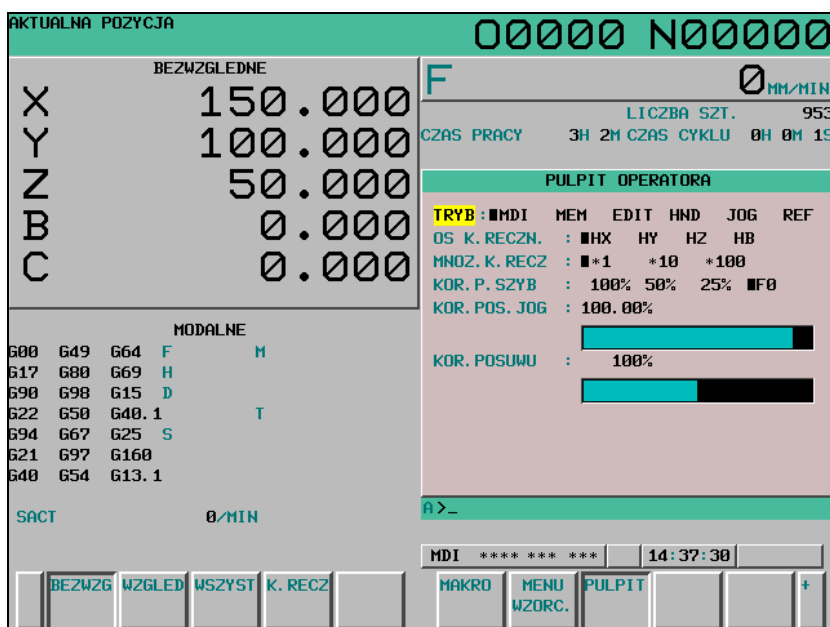 AKTUALNA POZYCJA
O0000 N00000
BEZWZGLEDNE
X 150.000
Y 100.000
Z 50.000
B 0.000
C 0.000
F 0 MM/MIN
LICZBA SZT. 953
CZAS PRACY 3H 2M CZAS CYKLU 0H 0M 1S
PULPIT OPERATORA
TRYB : ■MDI MEM EDIT HND JOG REF
OS K.RECZN. : ■HX HY HZ HB
MNOZ.K.RECZ : ■*1 *10 *100
KOR.P.SZYB : 100% 50% 25% ■F0
KOR.POS.JOG : 100.00%
KOR.POSUWU : 100%
MODALNE
G00 G49 G64 F M
G17 G80 G69 H
G90 G98 G15 D
G22 G50 G40.1 T
G94 G67 G25 S
G21 G97 G160
G40 G54 G13.1
SACT 0/MIN
A>_
MDI **** *** *** 14:37:30
BEZWZG WZGLED WSZYST K.RECZ
MAKRO MENU WZORC. PULPIT +